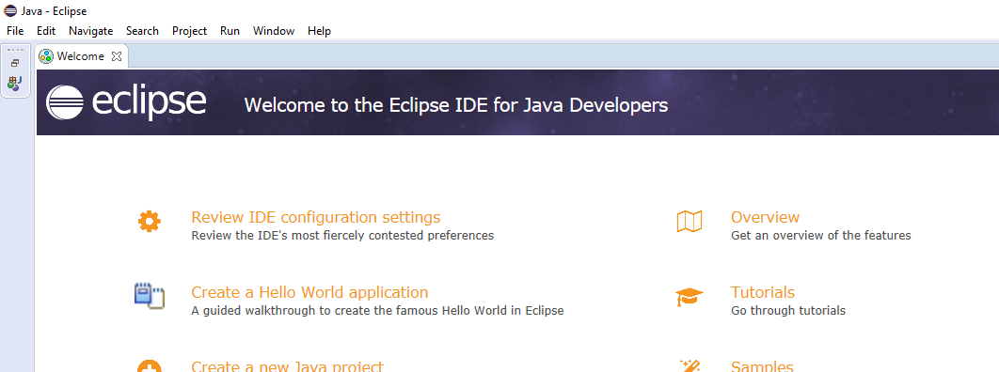 Java - Eclipse
File Edit Navigate Search Project Run Window Help
Welcome
eclipse
Welcome to the Eclipse IDE for Java Developers
Review IDE configuration settings
Review the IDE's most fiercely contested preferences
Overview
Get an overview of the features
Create a Hello World application
A guided walkthrough to create the famous Hello World in Eclipse
Tutorials
Go through tutorials
Create a new Java project
Samples